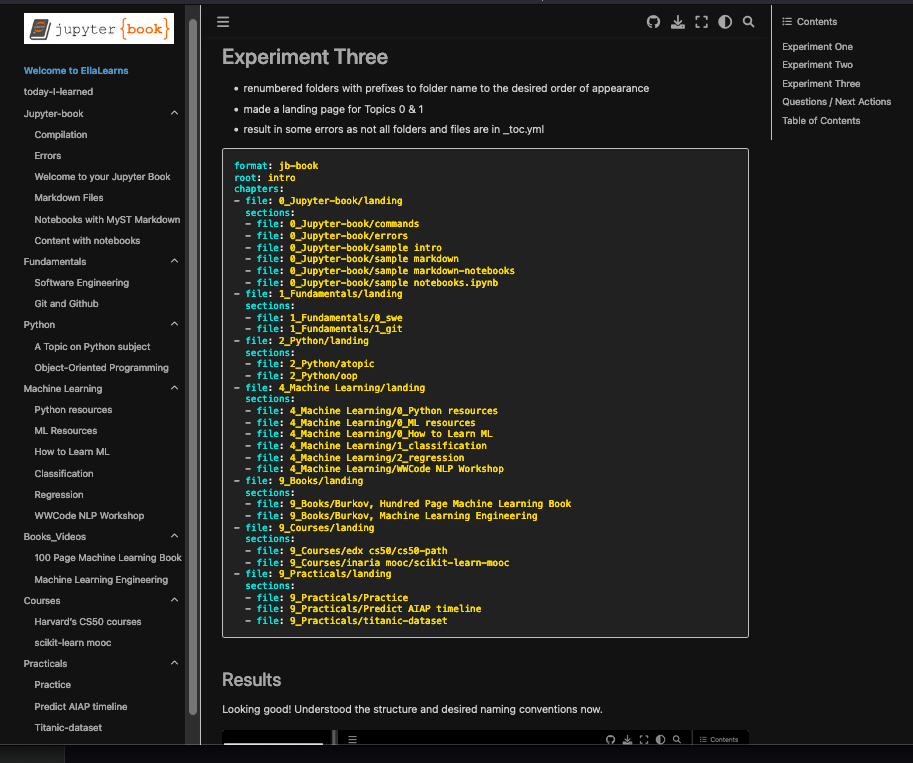 jupyter {book}
Welcome to EllaLearns
today-I-learned
Jupyter-book
Compilation
Errors
Welcome to your Jupyter Book
Markdown Files
Notebooks with MyST Markdown
Content with notebooks
Fundamentals
Software Engineering
Git and Github
Python
A Topic on Python subject
Object-Oriented Programming
Machine Learning
Python resources
ML Resources
How to Learn ML
Classification
Regression
WWCode NLP Workshop
Books_Videos
100 Page Machine Learning Book
Machine Learning Engineering
Courses
Harvard's CS50 courses
scikit-learn mooc
Practicals
Practice
Predict AIAP timeline
Titanic-dataset
Experiment Three
• renumbered folders with prefixes to folder name to the desired order of appearance
• made a landing page for Topics 0 & 1
• result in some errors as not all folders and files are in _toc.yml
format: jb-book
root: intro
chapters:
- file: 0_Jupyter-book/landing
sections:
- file: 0_Jupyter-book/commands
- file: 0_Jupyter-book/errors
- file: 0_Jupyter-book/sample intro
- file: 0_Jupyter-book/sample markdown
- file: 0_Jupyter-book/sample markdown-notebooks
- file: 0_Jupyter-book/sample notebooks.ipynb
- file: 1_Fundamentals/landing
sections:
- file: 1_Fundamentals/0_swe
- file: 1_Fundamentals/1_git
- file: 2_Python/landing
sections:
- file: 2_Python/atopic
- file: 2_Python/oop
- file: 4_Machine Learning/landing
sections:
- file: 4_Machine Learning/0_Python resources
- file: 4_Machine Learning/0_ML resources
- file: 4_Machine Learning/0_How to Learn ML
- file: 4_Machine Learning/1_classification
- file: 4_Machine Learning/2_regression
- file: 4_Machine Learning/WWCode NLP Workshop
- file: 9_Books/landing
sections:
- file: 9_Books/Burkov, Hundred Page Machine Learning Book
- file: 9_Books/Burkov, Machine Learning Engineering
- file: 9_Courses/landing
sections:
- file: 9_Courses/edx cs50/cs50-path
- file: 9_Courses/inaria mooc/scikit-learn-mooc
- file: 9_Practicals/landing
sections:
- file: 9_Practicals/Practice
- file: 9_Practicals/Predict AIAP timeline
- file: 9_Practicals/titanic-dataset
Results
Looking good! Understood the structure and desired naming conventions now.
Contents
Contents
Experiment One
Experiment Two
Experiment Three
Questions / Next Actions
Table of Contents